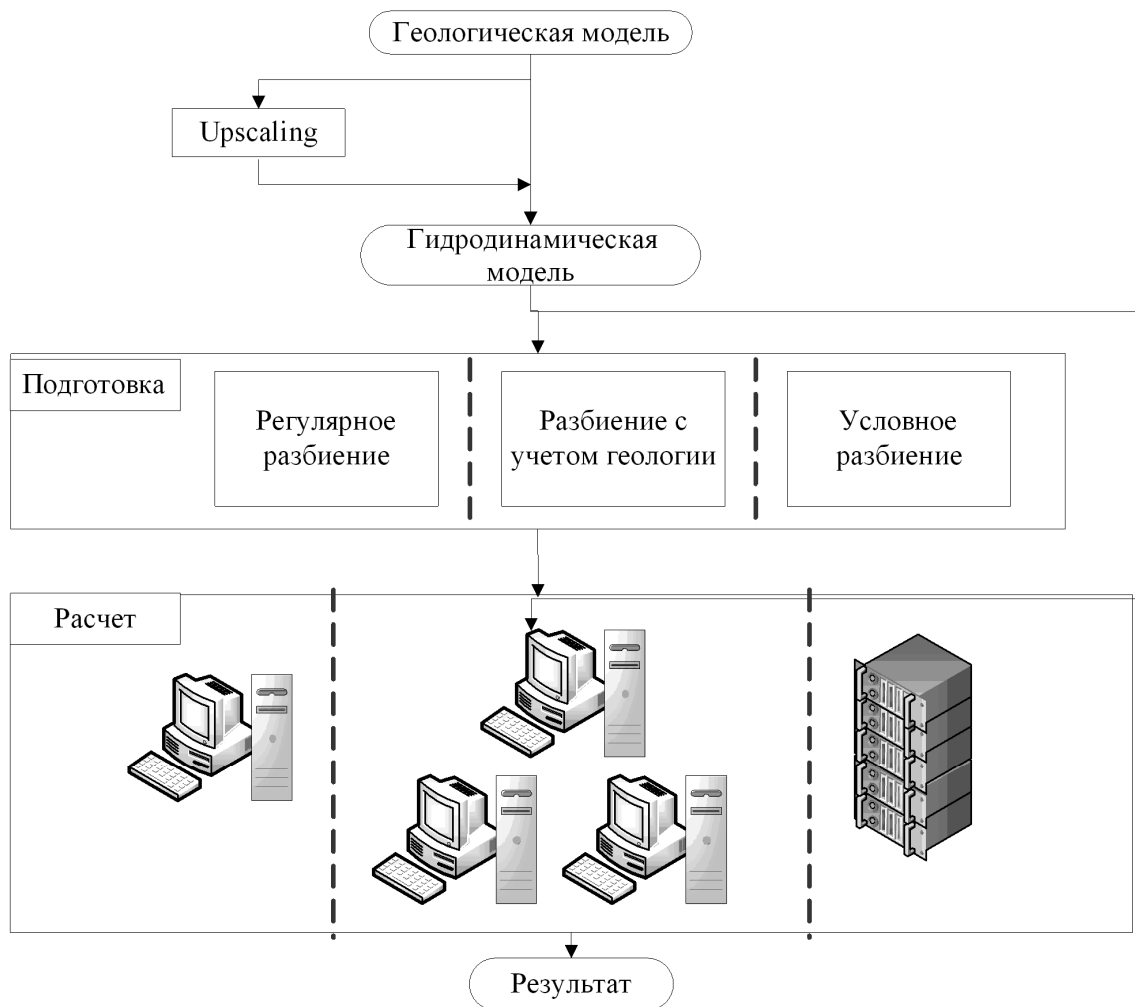 Геологическая модель
Upscaling
Гидродинамическая
модель
Подготовка
Регулярное
разбиение
Разбиение с
учетом геологии
Условное
разбиение
Расчет
Результат